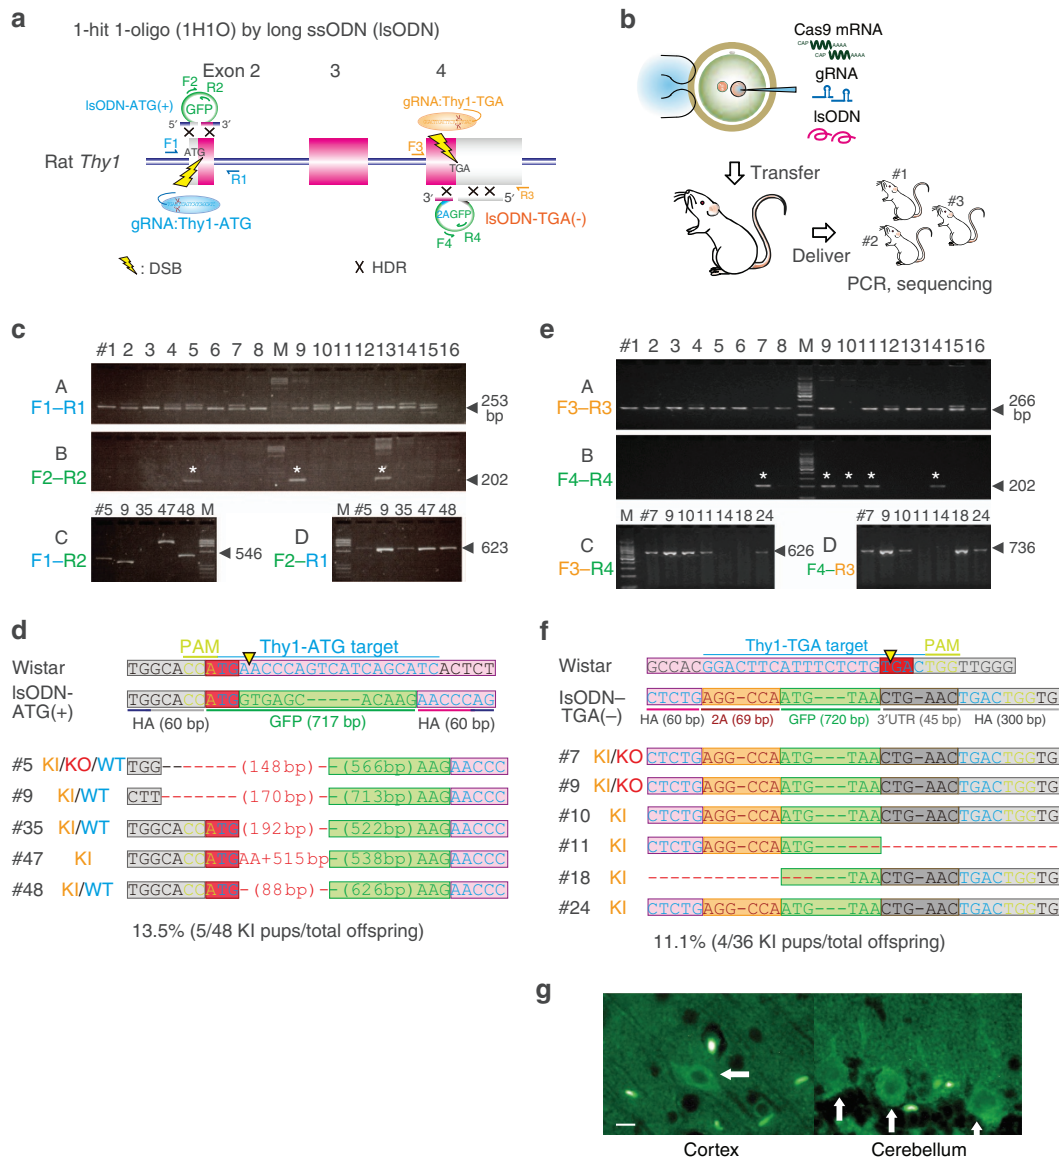 a
1-hit 1-oligo (1H1O) by long ssODN (lsODN)
Exon 2 3 4
F2 R2
lsODN-ATG(+)
GFP
5′ 3′
gRNA:Thy1-TGA
F1
ATG
F3
Rat Thy1
TGA
R1
R3
3′ 5′
gRNA:Thy1-ATG
2AGFP
lsODN-TGA(-)
F4 R4
: DSB
X HDR
b
Cas9 mRNA
CAP AAAA
CAP AAAA
gRNA
lsODN
Transfer
#1
#3
#2
Deliver
PCR, sequencing
c
#1 2 3 4 5 6 7 8 M 9 10 11 12 13 14 15 16
A
F1–R1
253
bp
B
F2–R2
* * *
202
#5 9 35 47 48 M
C
F1–R2
546
M #5 9 35 47 48
D
F2–R1
623
e
#1 2 3 4 5 6 7 8 M 9 10 11 12 13 14 15 16
A
F3–R3
266
bp
B
F4–R4
* * * * *
202
M #7 9 10 11 14 18 24
C
F3–R4
626
#7 9 10 11 14 18 24
D
F4–R3
736
d
PAM Thy1-ATG target
Wistar TGGCACCATGAACCCAGTCATCAGCATCACTCT
lsODN-
ATG(+)
TGGCACCATGGTGAGC-----ACAAGAACCCAG
HA (60 bp) GFP (717 bp) HA (60 bp)
#5 KI/KO/WT TGG-------(148bp)--(566bp)AAGAACCC
#9 KI/WT CTT-------(170bp)--(713bp)AAGAACCC
#35 KI/WT TGGCACCATG(192bp)--(522bp)AAGAACCC
#47 KI TGGCACCATGAA+515bp-(538bp)AAGAACCC
#48 KI/WT TGGCACCATG-(88bp)--(626bp)AAGAACCC
13.5% (5/48 KI pups/total offspring)
f
Thy1-TGA target PAM
Wistar GCCACGGACTTCATTTCTCTGTGACTGGTTGGG
lsODN–
TGA(–)
CTCTGAGG-CCAATG---TAACTG-AACTGACTGGTG
HA (60 bp) 2A (69 bp) GFP (720 bp) 3′UTR (45 bp) HA (300 bp)
#7 KI/KO CTCTGAGG-CCAATG---TAACTG-AACTGACTGGTG
#9 KI/KO CTCTGAGG-CCAATG---TAACTG-AACTGACTGGTG
#10 KI CTCTGAGG-CCAATG---TAACTG-AACTGACTGGTG
#11 KI CTCTGAGG-CCAATG----------------
#18 KI ---------------TAACTG-AACTGACTGGTG
#24 KI CTCTGAGG-CCAATG---TAACTG-AACTGACTGGTG
11.1% (4/36 KI pups/total offspring)
g
Cortex Cerebellum